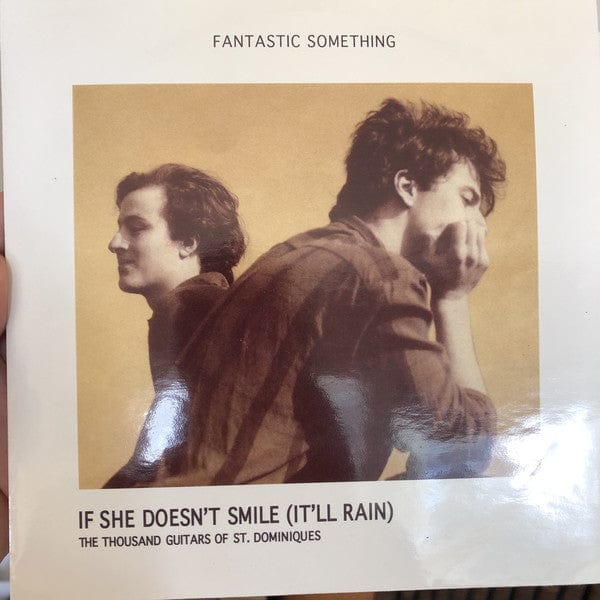 FANTASTIC SOMETHING
IF SHE DOESN'T SMILE (IT'LL RAIN)
THE THOUSAND GUITARS OF ST. DOMINIQUES